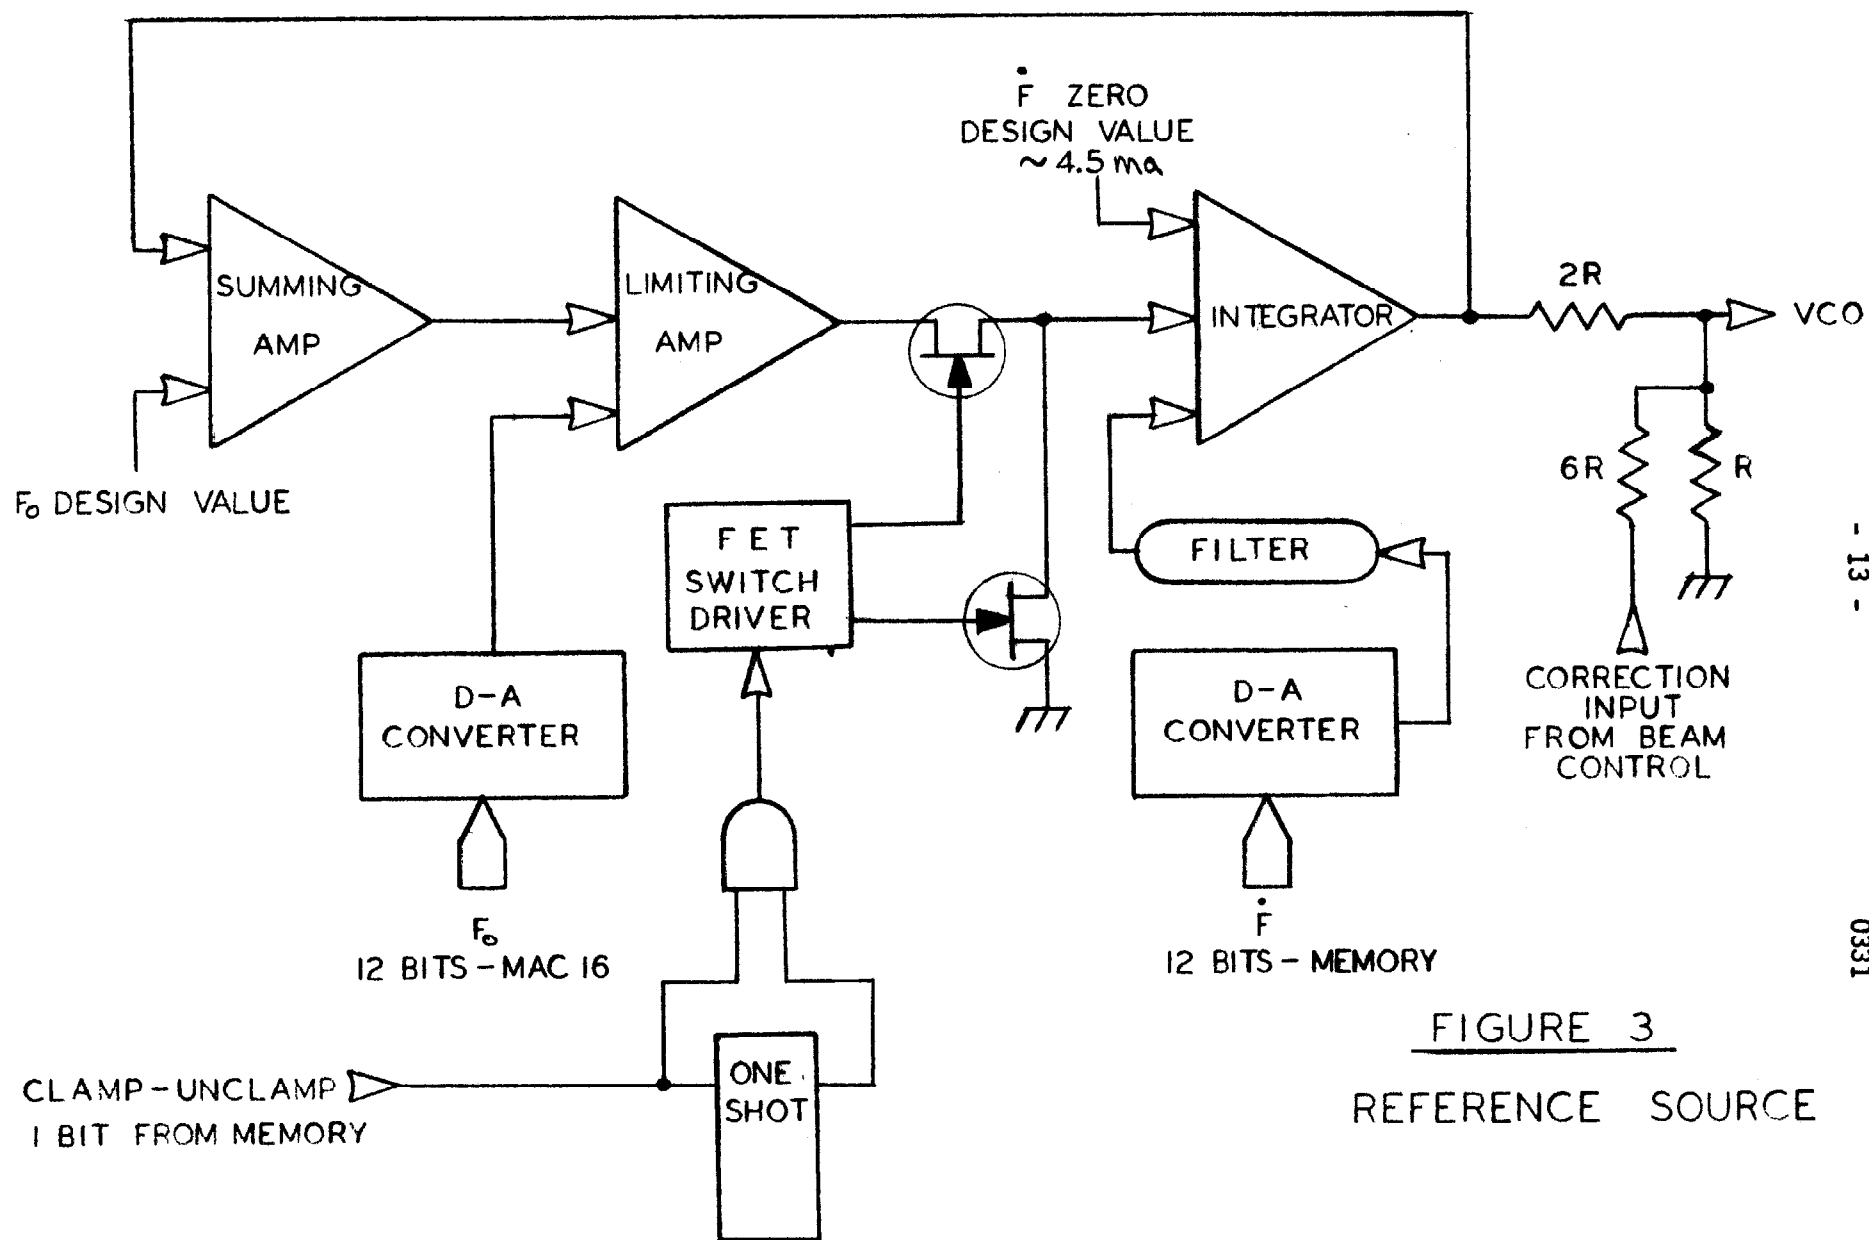 Ḟ ZERO
DESIGN VALUE
~ 4.5 ma
SUMMING
AMP
LIMITING
AMP
INTEGRATOR
2R
VCO
F₀ DESIGN VALUE
6R
R
FET
SWITCH
DRIVER
FILTER
D-A
CONVERTER
D-A
CONVERTER
CORRECTION
INPUT
FROM BEAM
CONTROL
F₀
12 BITS - MAC 16
Ḟ
12 BITS - MEMORY
CLAMP-UNCLAMP
1 BIT FROM MEMORY
ONE
SHOT
FIGURE 3
REFERENCE SOURCE
- 13 -
0331